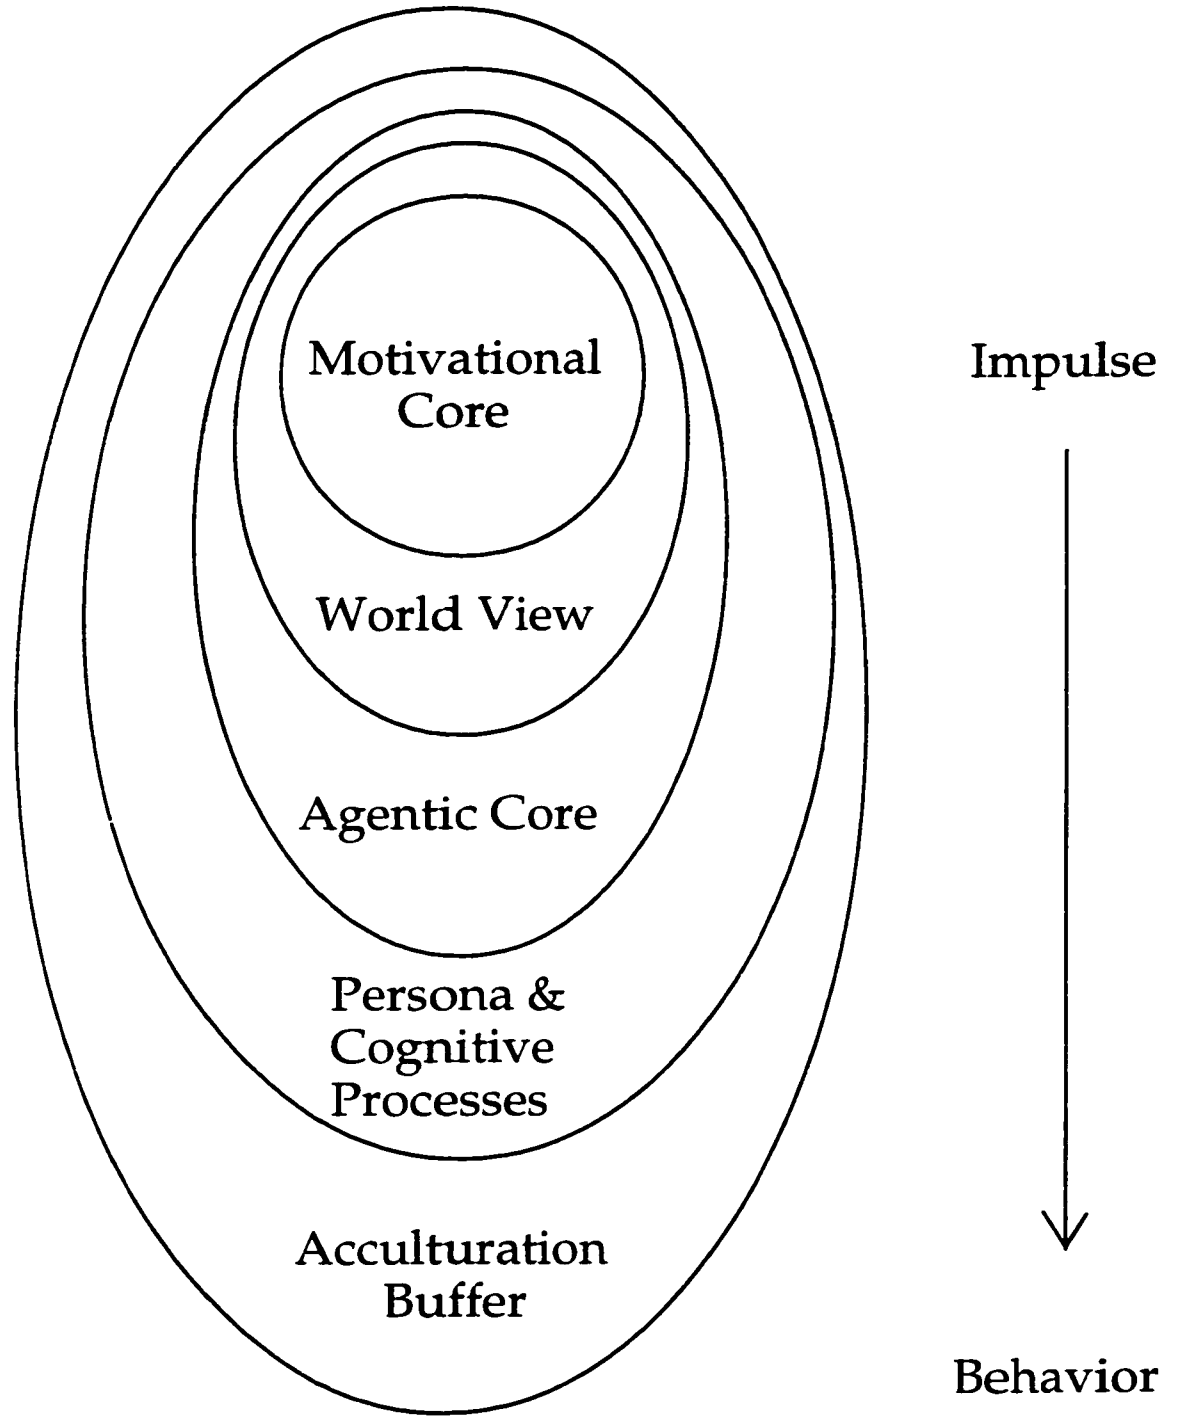 Motivational
Core
Impulse
World View
Agentic Core
Persona &
Cognitive
Processes
Acculturation
Buffer
Behavior